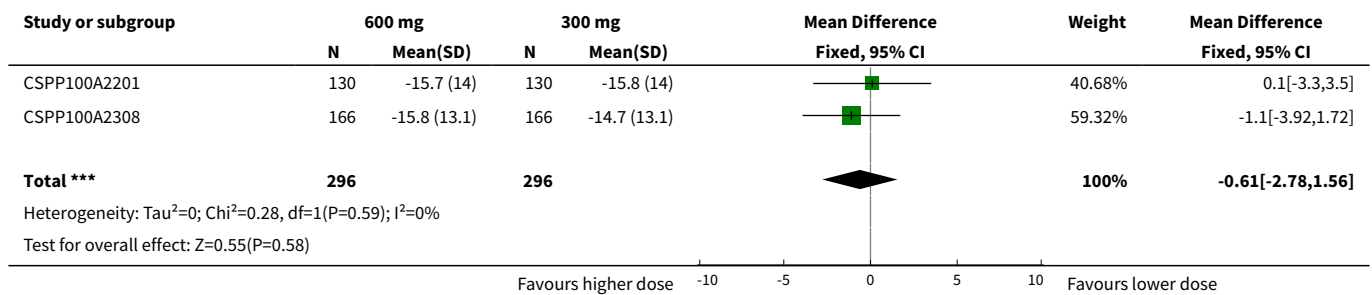 Study or subgroup 600 mg 300 mg Mean Difference Weight Mean Difference
N Mean(SD) N Mean(SD) Fixed, 95% CI Fixed, 95% CI
CSPP100A2201 130 -15.7 (14) 130 -15.8 (14) 40.68% 0.1[-3.3,3.5]
CSPP100A2308 166 -15.8 (13.1) 166 -14.7 (13.1) 59.32% -1.1[-3.92,1.72]
Total *** 296 296 100% -0.61[-2.78,1.56]
Heterogeneity: Tau²=0; Chi²=0.28, df=1(P=0.59); I²=0%
Test for overall effect: Z=0.55(P=0.58)
Favours higher dose -10 -5 0 5 10 Favours lower dose